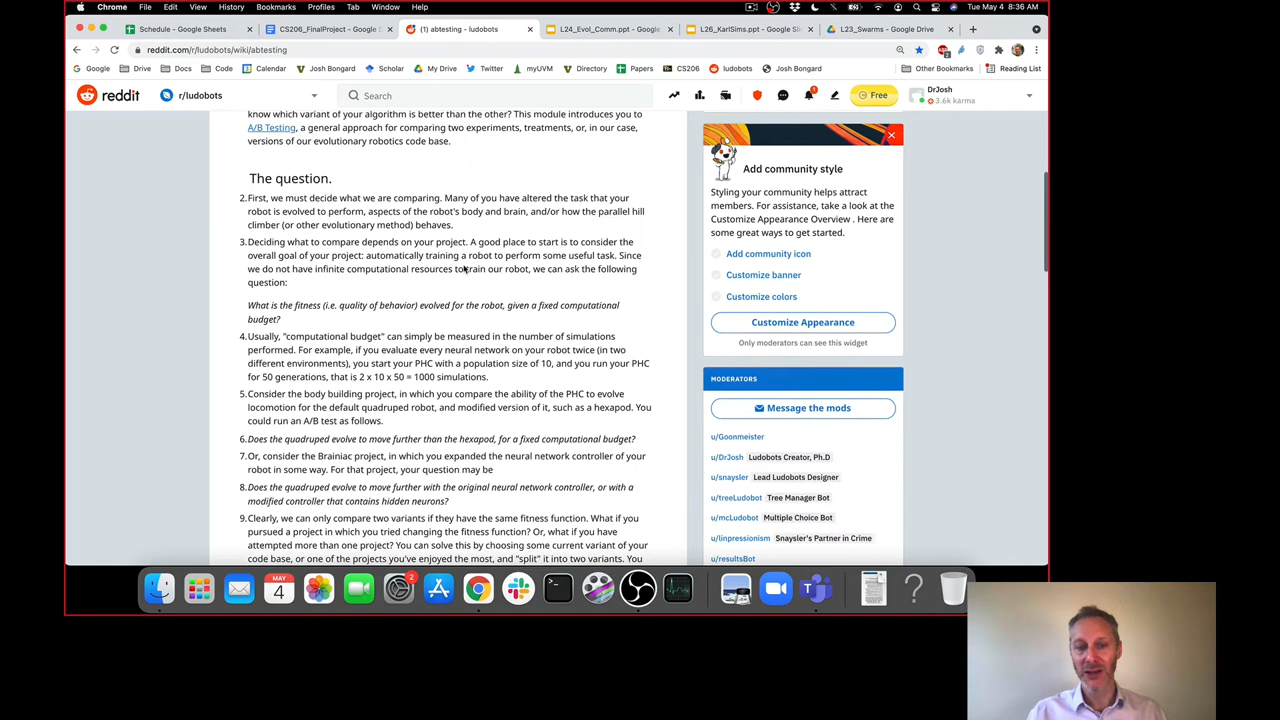 Chrome File Edit View History Bookmarks Profiles Tab Window Help Tue May 4 8:36 AM
Schedule - Google Sheets CS206_FinalProject - Google D (1) abtesting - ludobots L24_Evol_Comm.ppt - Google L26_KarlSims.ppt - Google Sli L23_Swarms - Google Drive
reddit.com/r/ludobots/wiki/abtesting
Google Drive Docs Code Calendar Josh Bongard Scholar My Drive Twitter myUVM Directory Papers CS206 ludobots Josh Bongard Other Bookmarks Reading List
reddit r/ludobots Search 1 Free DrJosh
3.6k karma
know which variant of your algorithm is better than the other? This module introduces you to
A/B Testing, a general approach for comparing two experiments, treatments, or, in our case,
versions of our evolutionary robotics code base.
The question.
2. First, we must decide what we are comparing. Many of you have altered the task that your
robot is evolved to perform, aspects of the robot's body and brain, and/or how the parallel hill
climber (or other evolutionary method) behaves.
3. Deciding what to compare depends on your project. A good place to start is to consider the
overall goal of your project: automatically training a robot to perform some useful task. Since
we do not have infinite computational resources to train our robot, we can ask the following
question:
What is the fitness (i.e. quality of behavior) evolved for the robot, given a fixed computational
budget?
4. Usually, "computational budget" can simply be measured in the number of simulations
performed. For example, if you evaluate every neural network on your robot twice (in two
different environments), you start your PHC with a population size of 10, and you run your PHC
for 50 generations, that is 2 x 10 x 50 = 1000 simulations.
5. Consider the body building project, in which you compare the ability of the PHC to evolve
locomotion for the default quadruped robot, and modified version of it, such as a hexapod. You
could run an A/B test as follows.
6. Does the quadruped evolve to move further than the hexapod, for a fixed computational budget?
7. Or, consider the Brainiac project, in which you expanded the neural network controller of your
robot in some way. For that project, your question may be
8. Does the quadruped evolve to move further with the original neural network controller, or with a
modified controller that contains hidden neurons?
9. Clearly, we can only compare two variants if they have the same fitness function. What if you
pursued a project in which you tried changing the fitness function? Or, what if you have
attempted more than one project? You can solve this by choosing some current variant of your
code base, or one of the projects you've enjoyed the most, and "split" it into two variants. You
Add community style
Styling your community helps attract
members. For assistance, take a look at the
Customize Appearance Overview . Here are
some great ways to get started.
Add community icon
Customize banner
Customize colors
Customize Appearance
Only moderators can see this widget
MODERATORS
Message the mods
u/Goonmeister
u/DrJosh Ludobots Creator, Ph.D
u/snaysler Lead Ludobots Designer
u/treeLudobot Tree Manager Bot
u/mcLudobot Multiple Choice Bot
u/linpressionism Snaysler's Partner in Crime
u/resultsBot
MAY
4
2